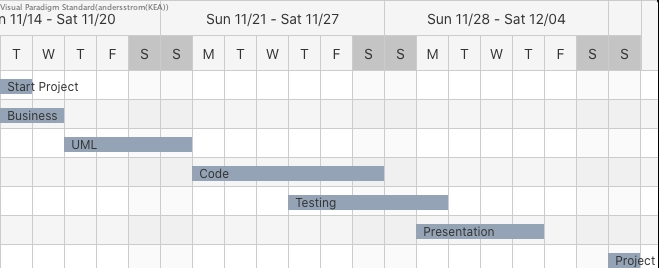 Visual Paradigm Standard(andersstrom(KEA))
n 11/14 - Sat 11/20 Sun 11/21 - Sat 11/27 Sun 11/28 - Sat 12/04
T W T F S S M T W T F S S M T W T F S S
Start Project
Business
UML
Code
Testing
Presentation
Project